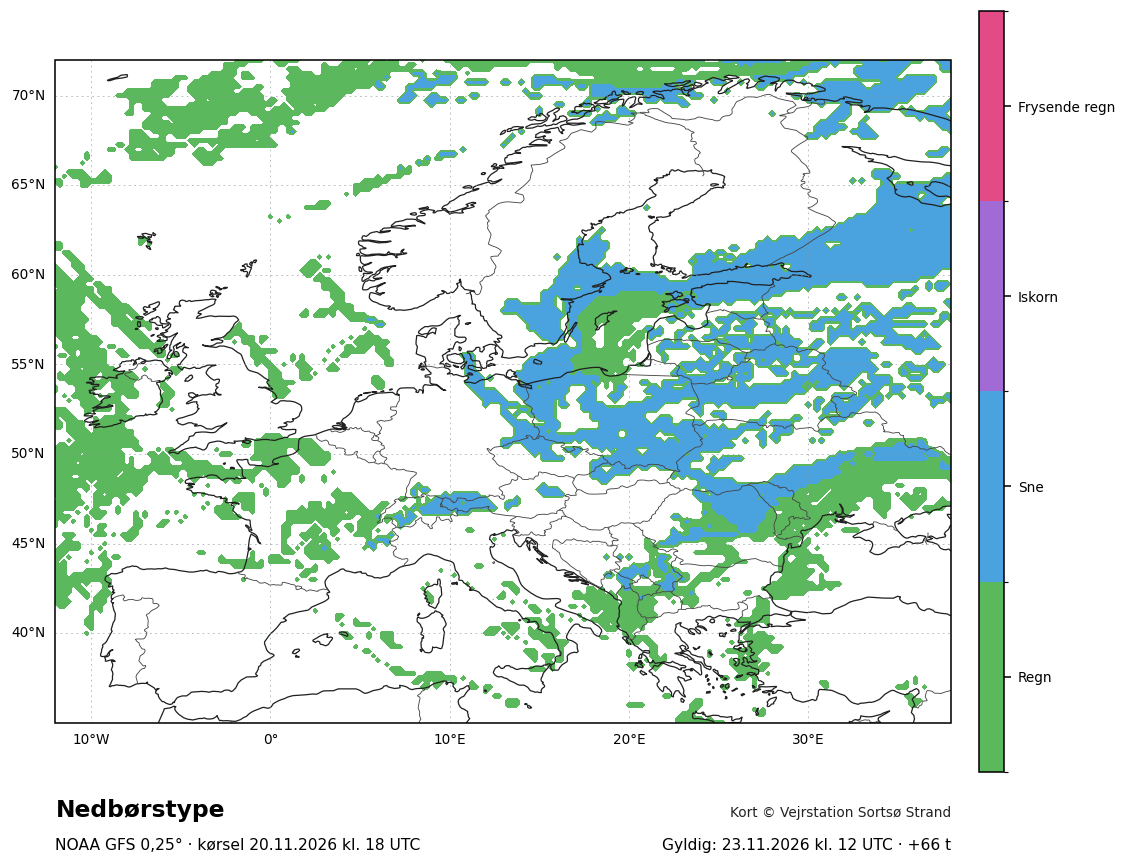 Frysende regn
Iskorn
Sne
Regn
70°N
65°N
60°N
55°N
50°N
45°N
40°N
10°W
0°
10°E
20°E
30°E
Nedbørstype
Kort © Vejrstation Sortsø Strand
NOAA GFS 0,25° · kørsel 20.11.2026 kl. 18 UTC
Gyldig: 23.11.2026 kl. 12 UTC · +66 t